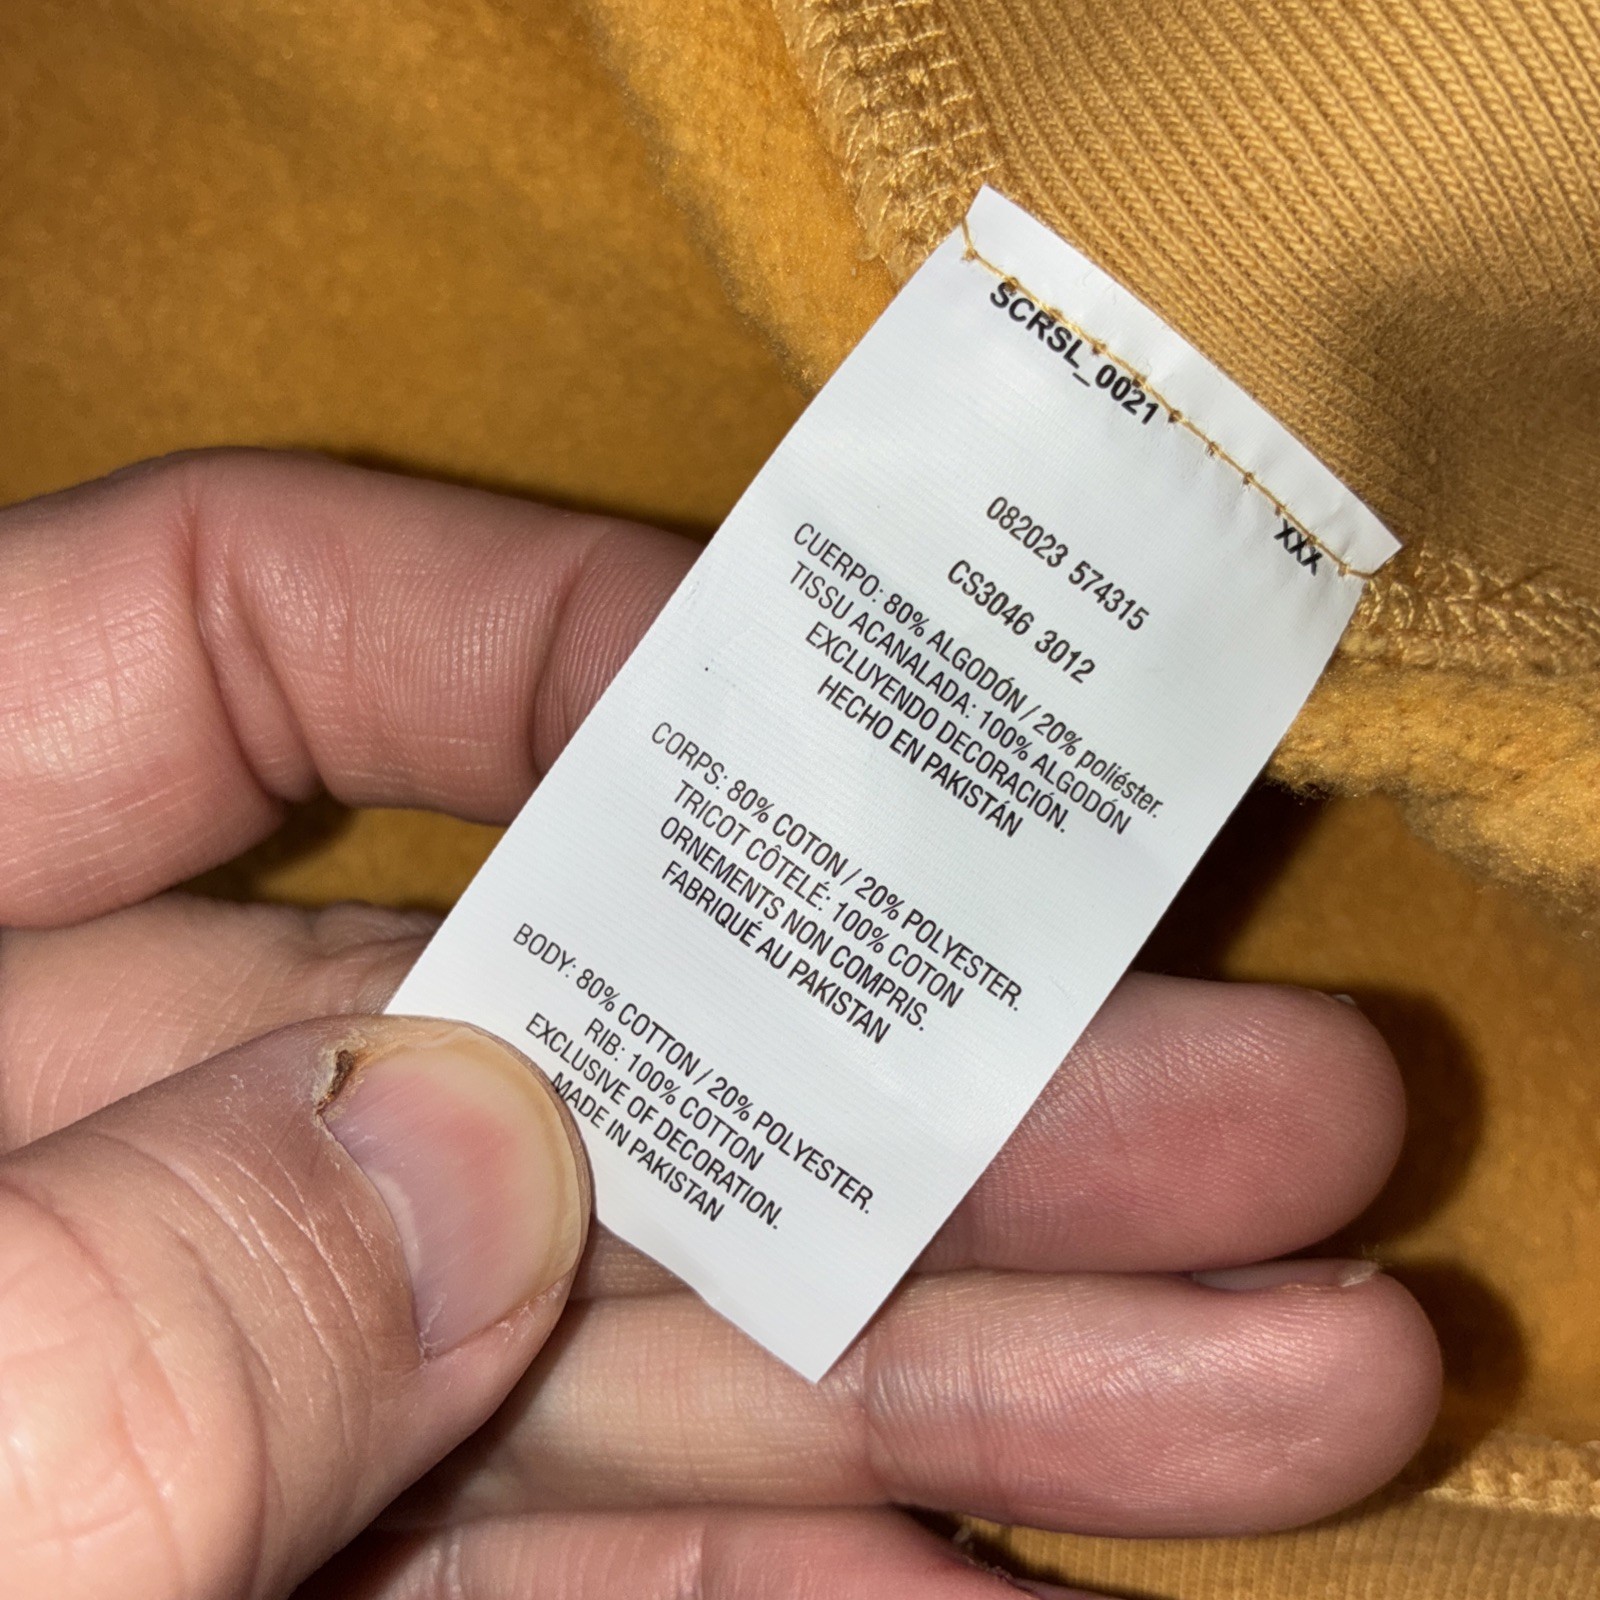 SCRSL_0021
XXX
082023 574315
CS3046 3012
CUERPO: 80% ALGODÓN / 20% poliéster.
TISSU ACANALADA: 100% ALGODÓN
EXCLUYENDO DECORACIÓN.
HECHO EN PAKISTÁN
CORPS: 80% COTON / 20% POLYESTER.
TRICOT CÔTELÉ: 100% COTON
ORNEMENTS NON COMPRIS.
FABRIQUÉ AU PAKISTAN
BODY: 80% COTTON / 20% POLYESTER.
RIB: 100% COTTON
EXCLUSIVE OF DECORATION.
MADE IN PAKISTAN